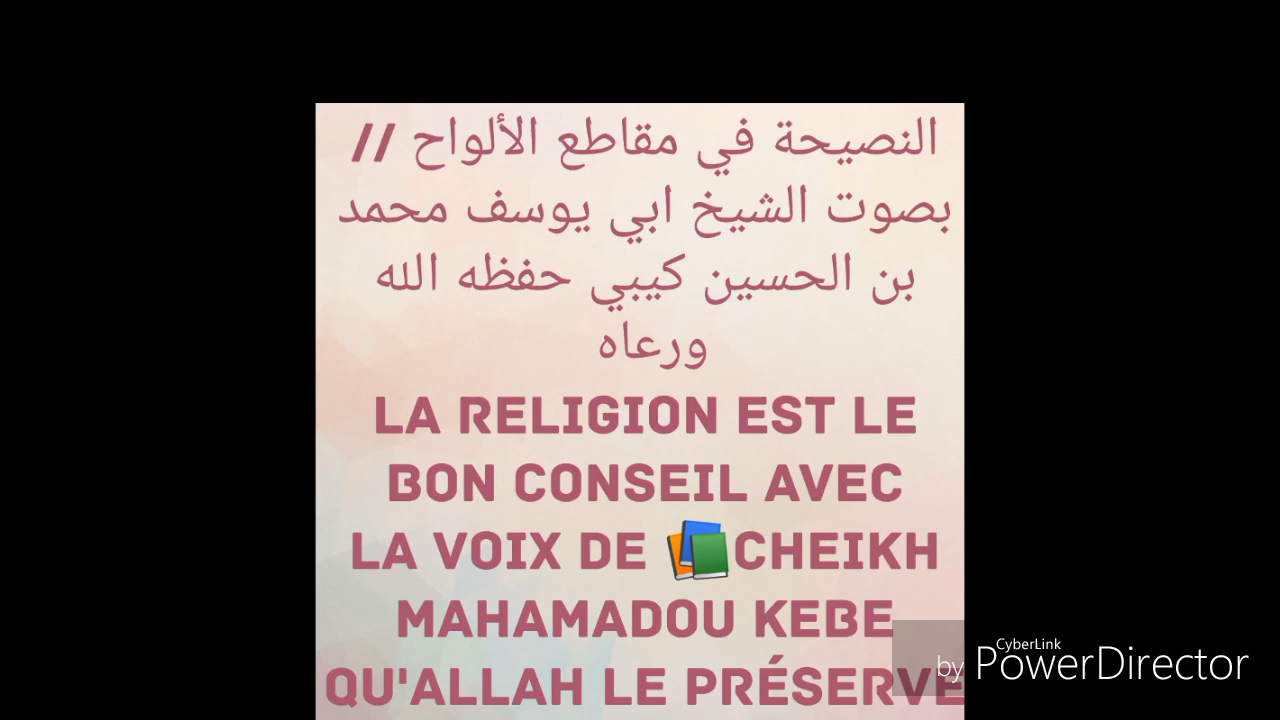 النصيحة في مقاطع الألواح //
بصوت الشيخ ابي يوسف محمد
بن الحسين كيبي حفظه الله
ورعاه
LA RELIGION EST LE
BON CONSEIL AVEC
LA VOIX DE 📚CHEIKH
MAHAMADOU KEBE
QU'ALLAH LE PRÉSERVE
CyberLink
by PowerDirector